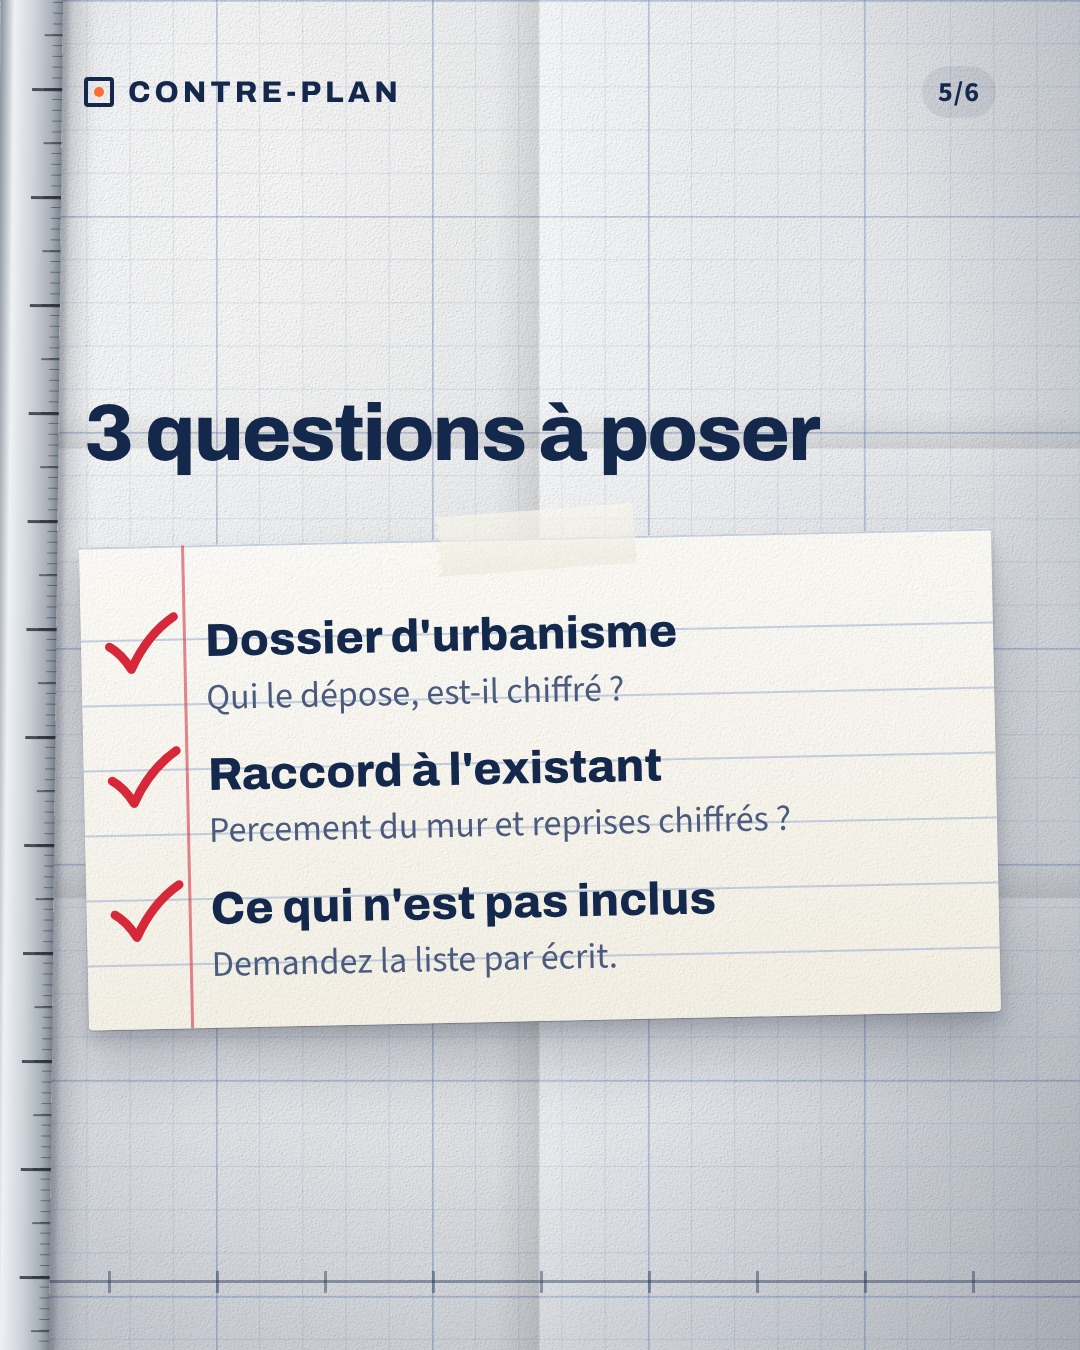 CONTRE-PLAN
5/6
3 questions à poser
Dossier d'urbanisme
Qui le dépose, est-il chiffré ?
Raccord à l'existant
Percement du mur et reprises chiffrés ?
Ce qui n'est pas inclus
Demandez la liste par écrit.